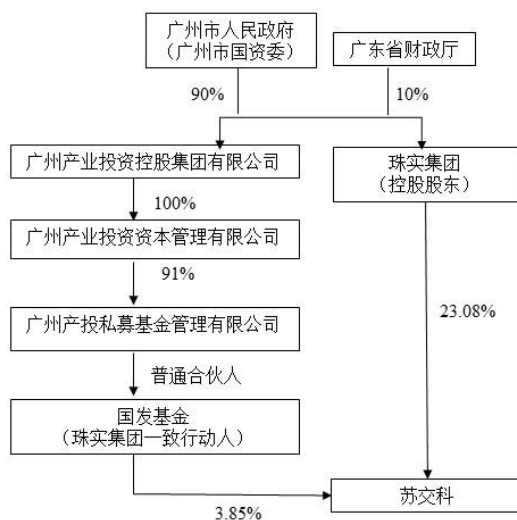 广州市人民政府
（广州市国资委）
广东省财政厅
90%
10%
广州产业投资控股集团有限公司
珠实集团
（控股股东）
100%
广州产业投资资本管理有限公司
91%
广州产投私募基金管理有限公司
23.08%
普通合伙人
国发基金
（珠实集团一致行动人）
苏交科
3.85%